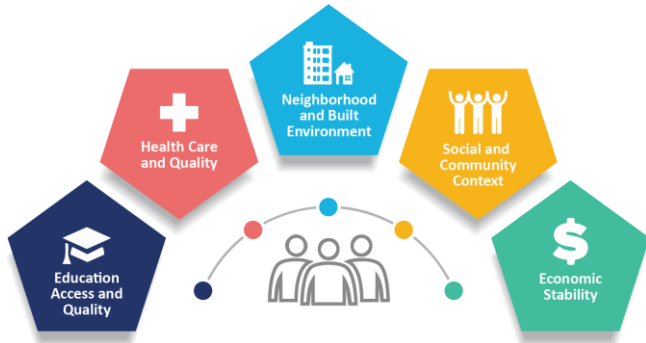 Education
Access and
Quality
Health Care
and Quality
Neighborhood
and Built
Environment
Social and
Community
Context
$
Economic
Stability